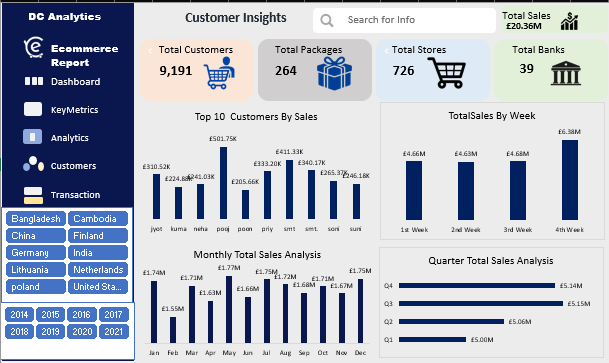 DC Analytics
Ecommerce
Report
Dashboard
KeyMetrics
Analytics
Customers
Transaction
Bangladesh Cambodia
China Finland
Germany India
Lithuania Netherlands
poland United Sta...
2014 2015 2016 2017
2018 2019 2020 2021
Customer Insights
Search for Info
Total Sales
£20.36M
Total Customers
9,191
Total Packages
264
Total Stores
726
Total Banks
39
Top 10 Customers By Sales
£310.52K £224.88K £241.03K £501.75K £205.66K £333.20K £411.33K £340.17K £265.37K £246.18K
jyot kuma neha pooj poon priy smt smt. soni suni
TotalSales By Week
£4.66M £4.63M £4.68M £6.38M
1st Week 2nd Week 3rd Week 4th Week
Monthly Total Sales Analysis
£1.74M £1.55M £1.71M £1.63M £1.77M £1.66M £1.75M £1.72M £1.68M £1.71M £1.67M £1.75M
Jan Feb Mar Apr May Jun Jul Aug Sep Oct Nov Dec
Quarter Total Sales Analysis
Q4 £5.14M
Q3 £5.15M
Q2 £5.06M
Q1 £5.00M